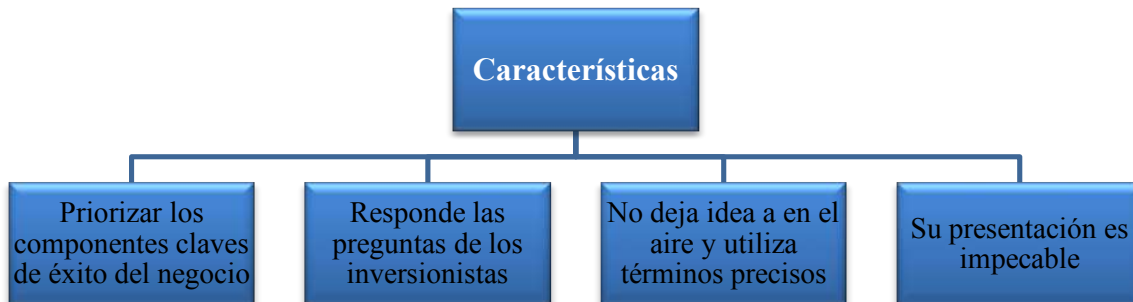 Características
Priorizar los
componentes claves
de éxito del negocio
Responde las
preguntas de los
inversionistas
No deja idea a en el
aire y utiliza
términos precisos
Su presentación es
impecable